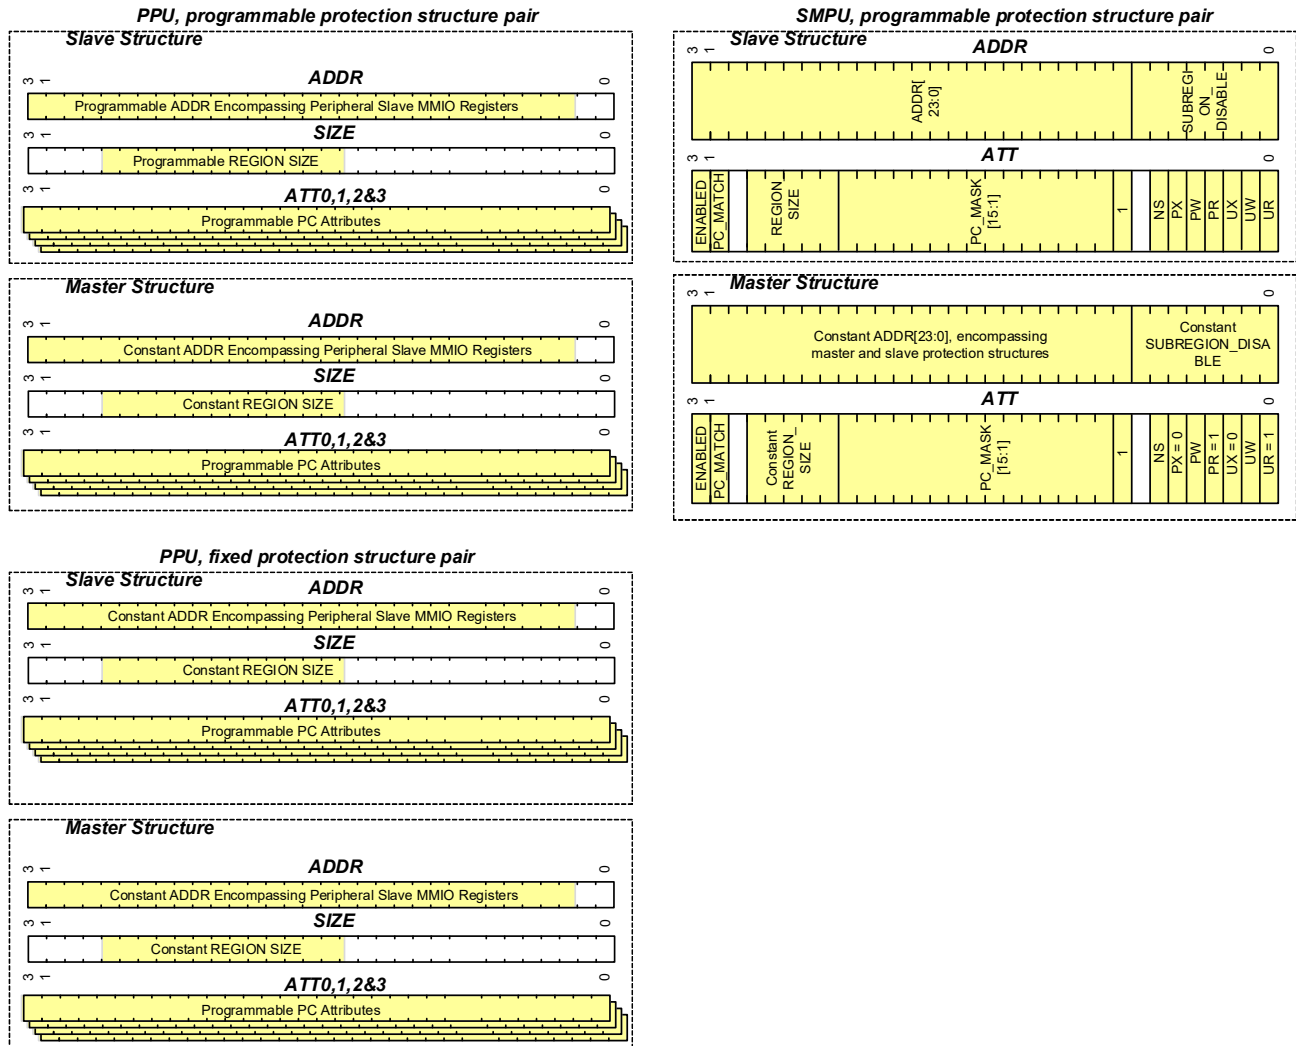 PPU, programmable protection structure pair
Slave Structure
ADDR
31
0
Programmable ADDR Encompassing Peripheral Slave MMIO Registers
SIZE
31
0
Programmable REGION SIZE
ATT0,1,2&3
31
0
Programmable PC Attributes
Master Structure
ADDR
31
0
Constant ADDR Encompassing Peripheral Slave MMIO Registers
SIZE
31
0
Constant REGION SIZE
ATT0,1,2&3
31
0
Programmable PC Attributes
PPU, fixed protection structure pair
Slave Structure
ADDR
31
0
Constant ADDR Encompassing Peripheral Slave MMIO Registers
SIZE
31
0
Constant REGION SIZE
ATT0,1,2&3
31
0
Programmable PC Attributes
Master Structure
ADDR
31
0
Constant ADDR Encompassing Peripheral Slave MMIO Registers
SIZE
31
0
Constant REGION SIZE
ATT0,1,2&3
31
0
Programmable PC Attributes
SMPU, programmable protection structure pair
Slave Structure
ADDR
31
0
ADDR[
23:0]
SUBREGI
ON_
DISABLE
ATT
31
0
ENABLED
PC_MATCH
REGION_
SIZE
PC_MASK
[15:1]
1
NS
PX
PW
PR
UX
UW
UR
Master Structure
ADDR
31
0
Constant ADDR[23:0], encompassing
master and slave protection structures
Constant
SUBREGION_DISA
BLE
ATT
31
0
ENABLED
PC_MATCH
Constant
REGION_
SIZE
PC_MASK
[15:1]
1
NS
PX = 0
PW
PR = 1
UX = 0
UW
UR = 1